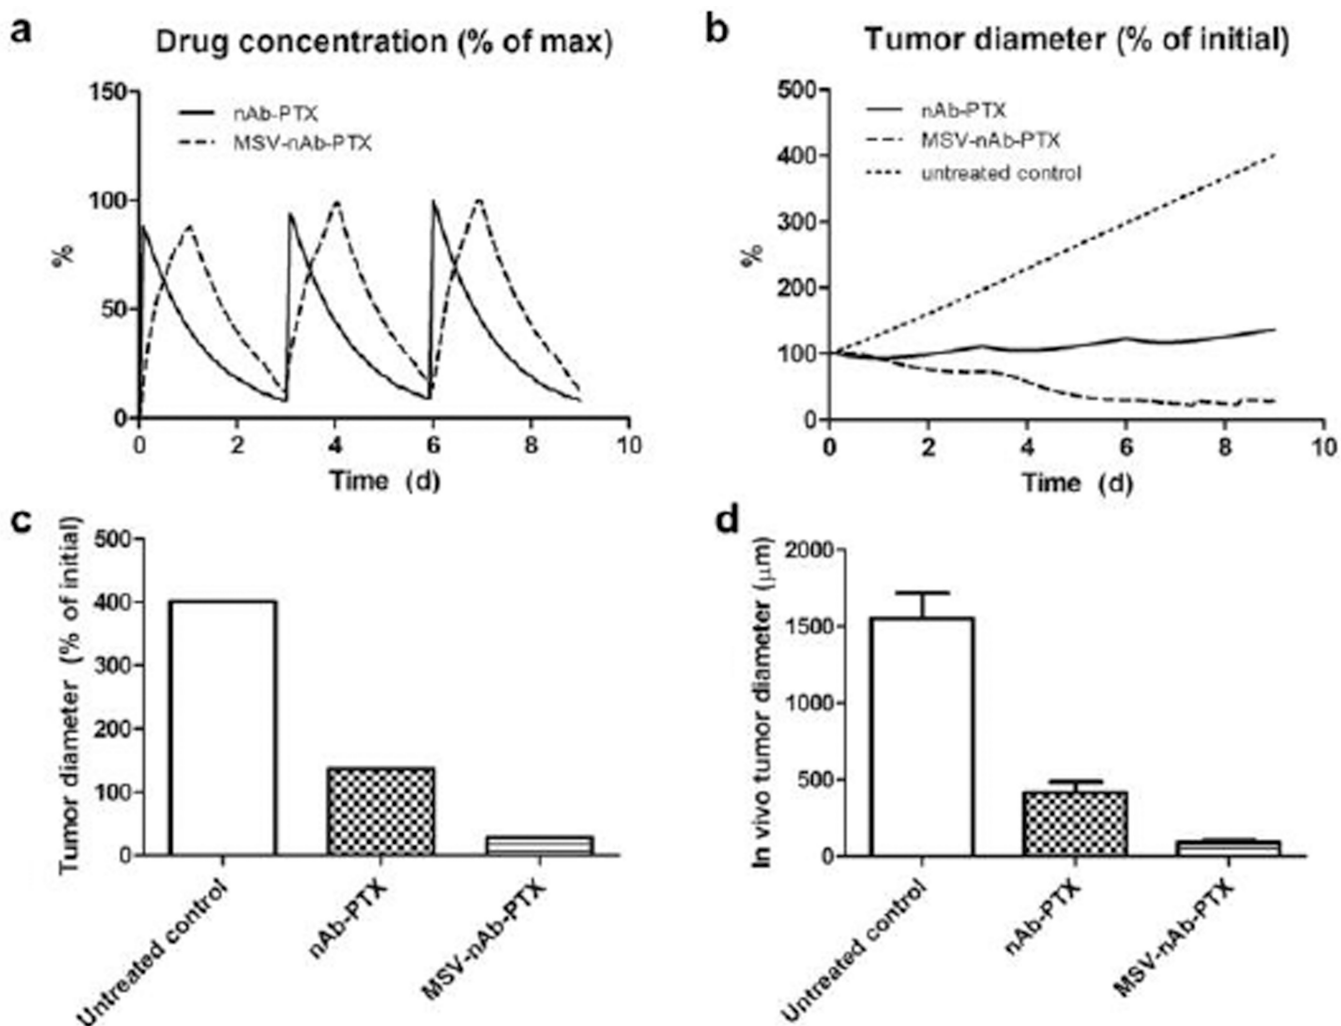 a
Drug concentration (% of max)
150
100
50
0
%
nAb-PTX
MSV-nAb-PTX
0 2 4 6 8 10
Time (d)
b
Tumor diameter (% of initial)
500
400
300
200
100
0
%
nAb-PTX
MSV-nAb-PTX
untreated control
0 2 4 6 8 10
Time (d)
c
Tumor diameter (% of initial)
500
400
300
200
100
0
Untreated control
nAb-PTX
MSV-nAb-PTX
d
In vivo tumor diameter (μm)
2000
1500
1000
500
0
Untreated control
nAb-PTX
MSV-nAb-PTX